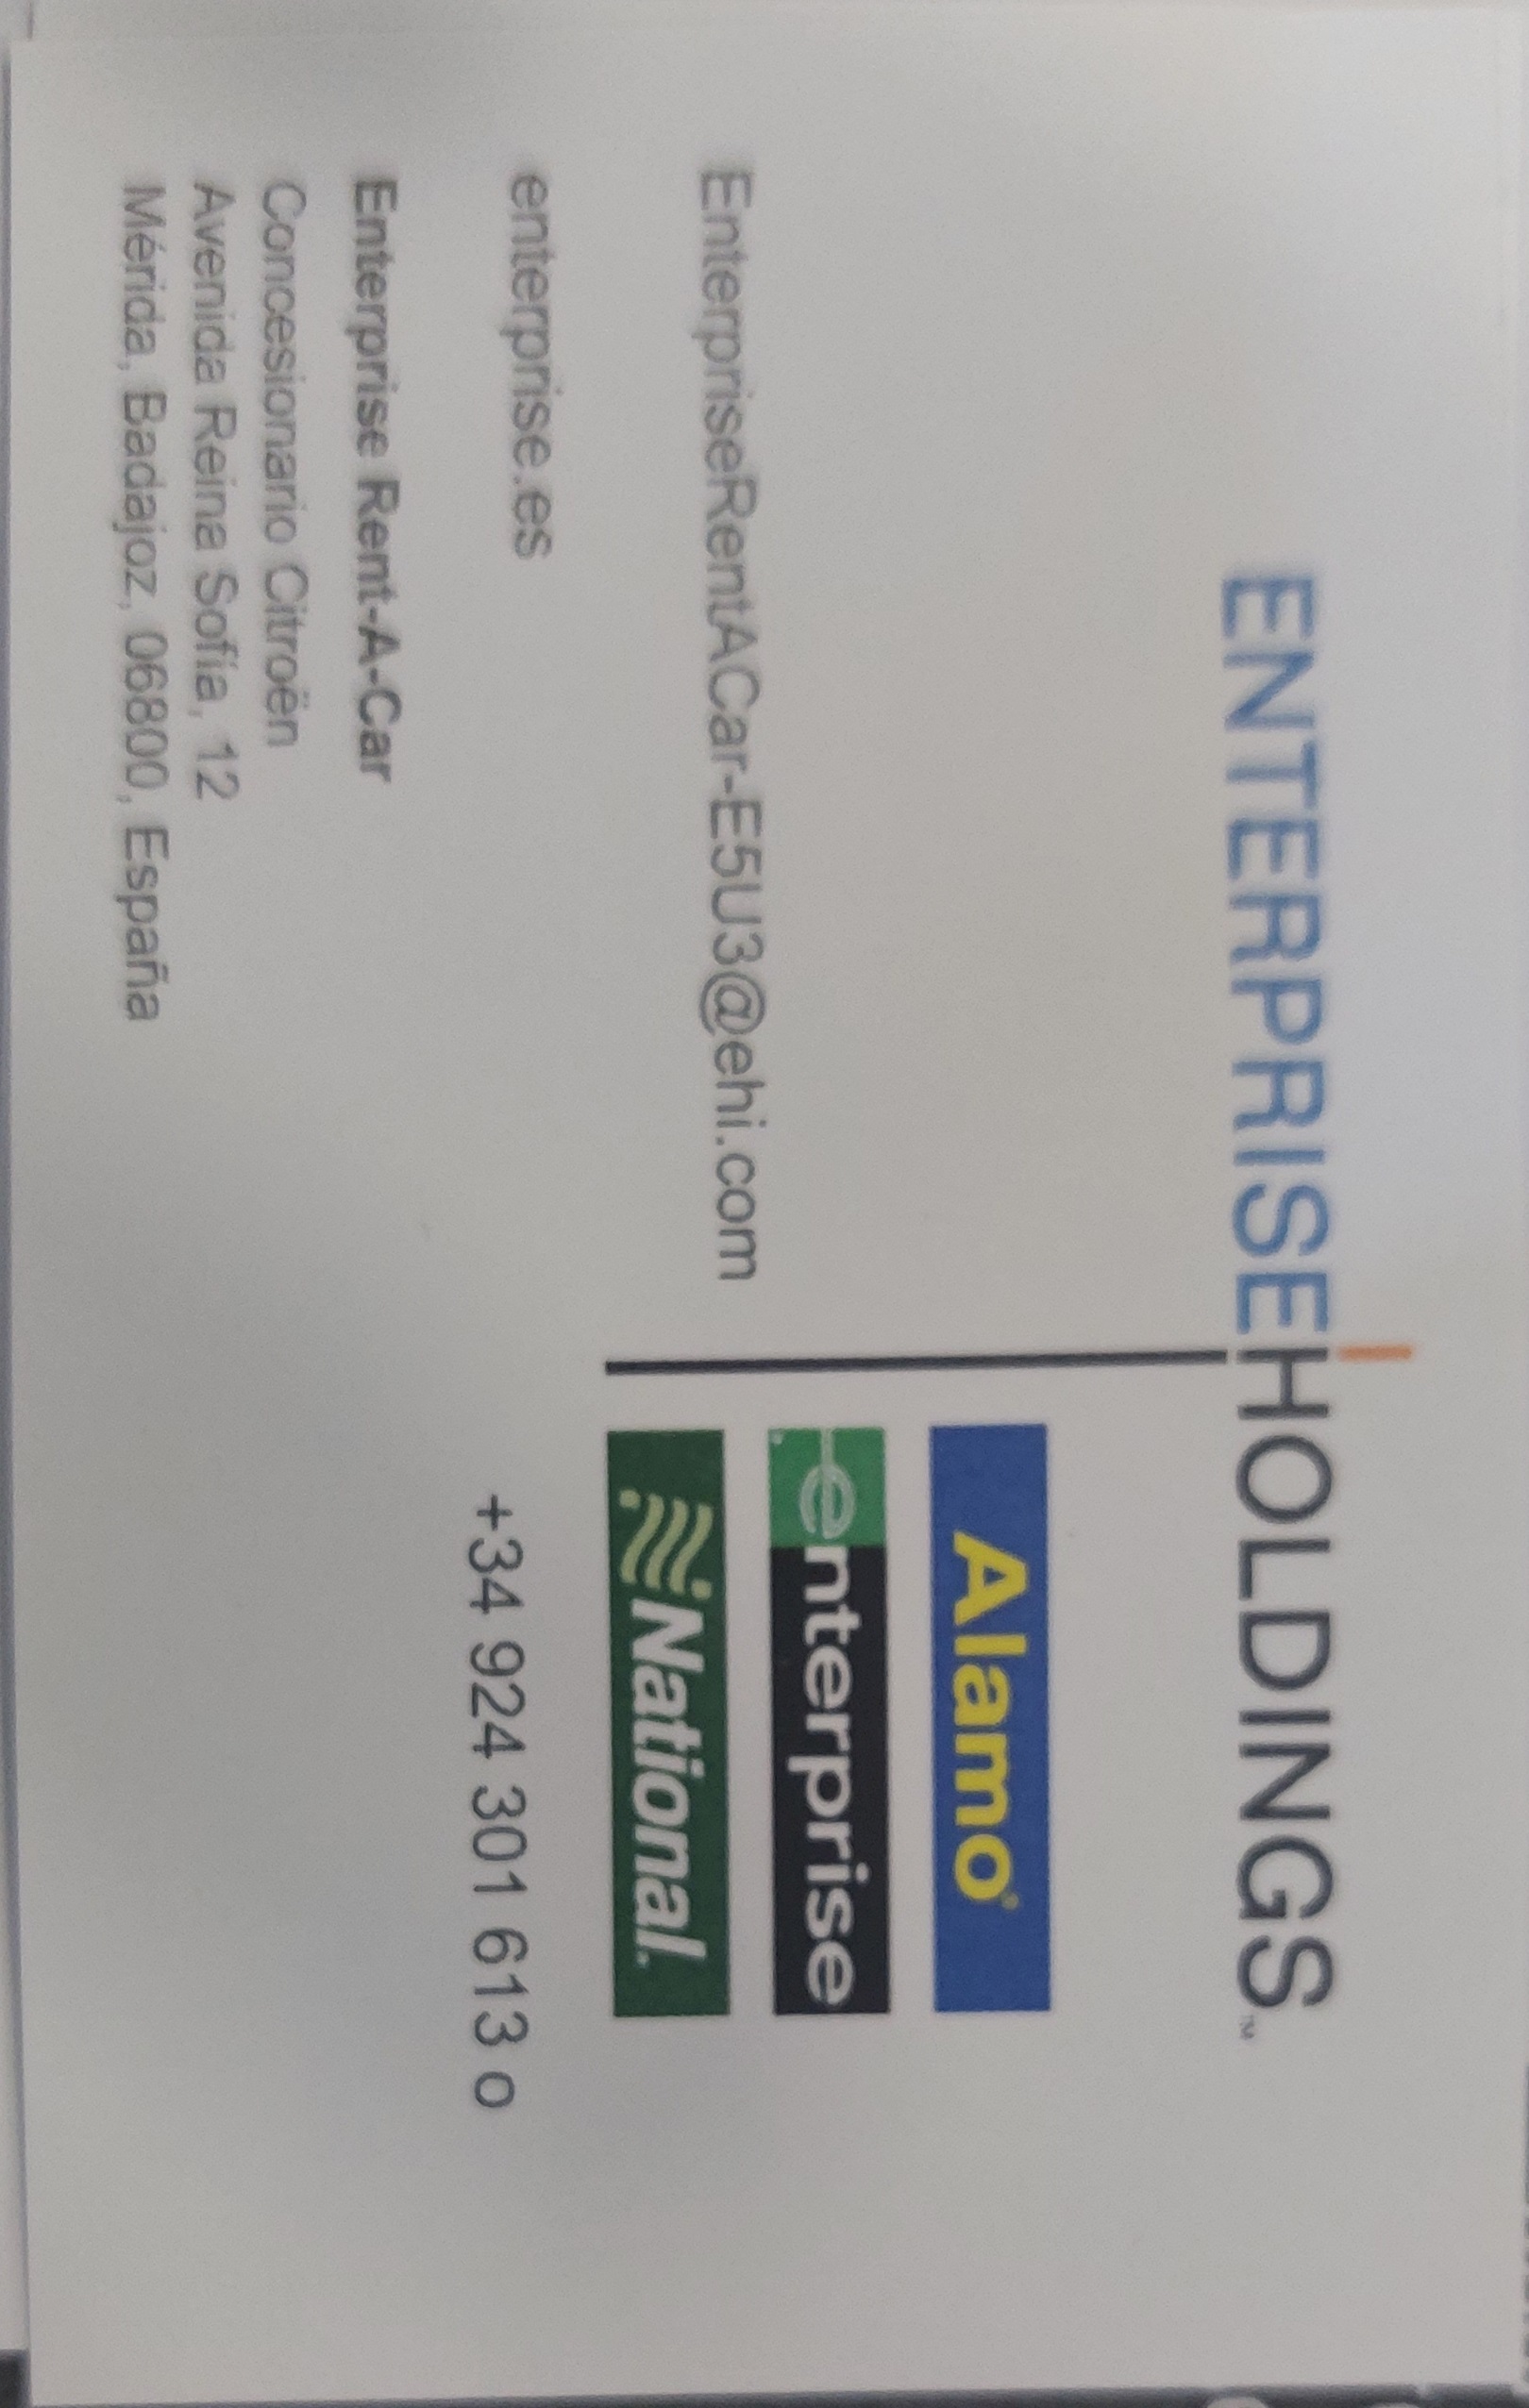 ENTERPRISEHOLDINGS™
Alamo®
enterprise
National.
EnterpriseRentACar-E5U3@ehi.com
enterprise.es
+34 924 301 613 o
Enterprise Rent-A-Car
Concesionario Citroën
Avenida Reina Sofía, 12
Mérida, Badajoz, 06800, España